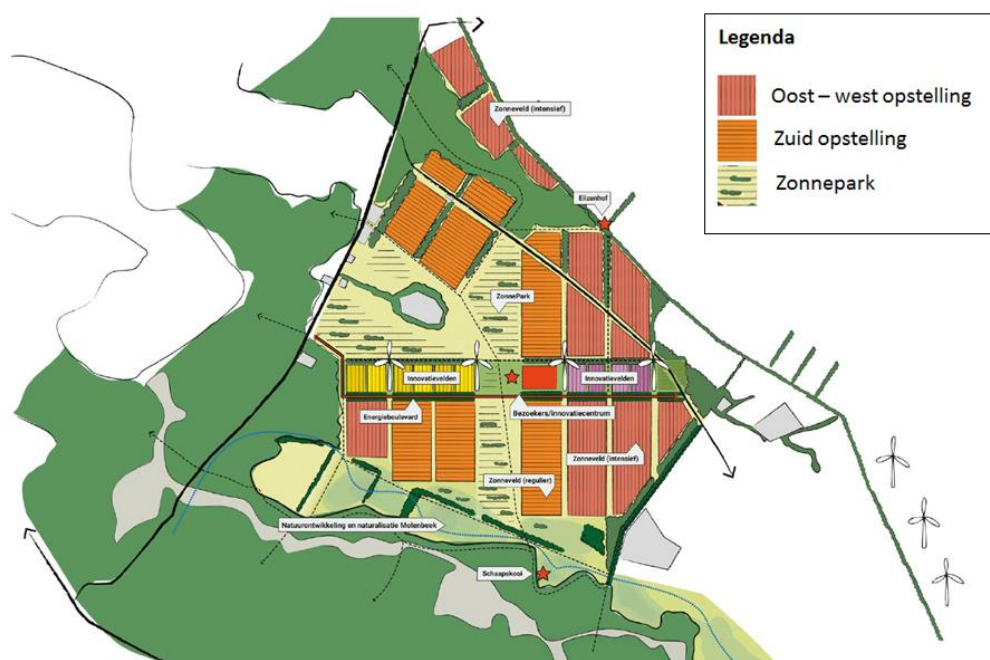 Legenda
Oost – west opstelling
Zuid opstelling
Zonnepark
Zonneveld (intensief)
Elizenhof
ZonnePark
Innovatievelden
Innovatievelden
Energieboulevard
Bezoekers/innovatiecentrum
Zonneveld (intensief)
Zonneveld (regulier)
Natuurontwikkeling en naturalisatie Molenbeek
Schaapskooi